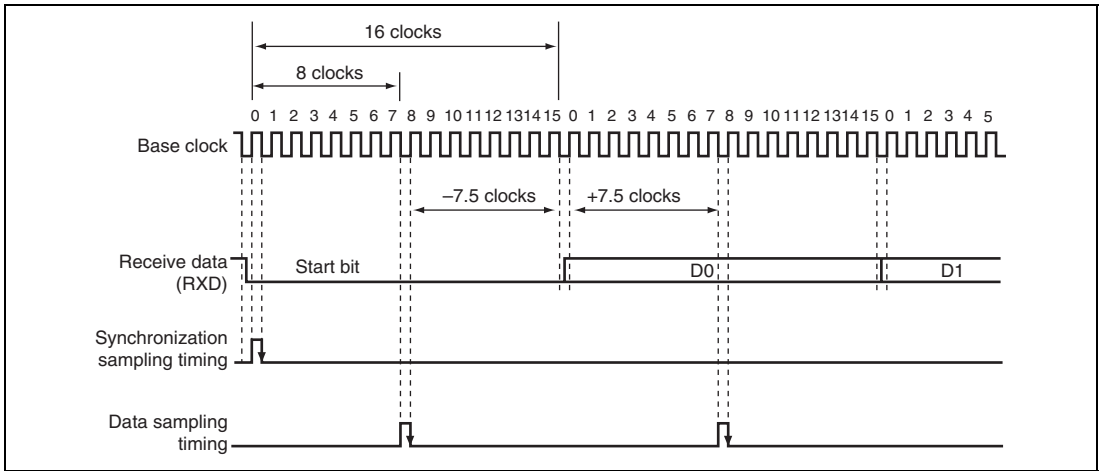 16 clocks
8 clocks
0 1 2 3 4 5 6 7 8 9 10 11 12 13 14 15 0 1 2 3 4 5 6 7 8 9 10 11 12 13 14 15 0 1 2 3 4 5
Base clock
–7.5 clocks +7.5 clocks
Receive data
(RXD)
Start bit D0 D1
Synchronization
sampling timing
Data sampling
timing